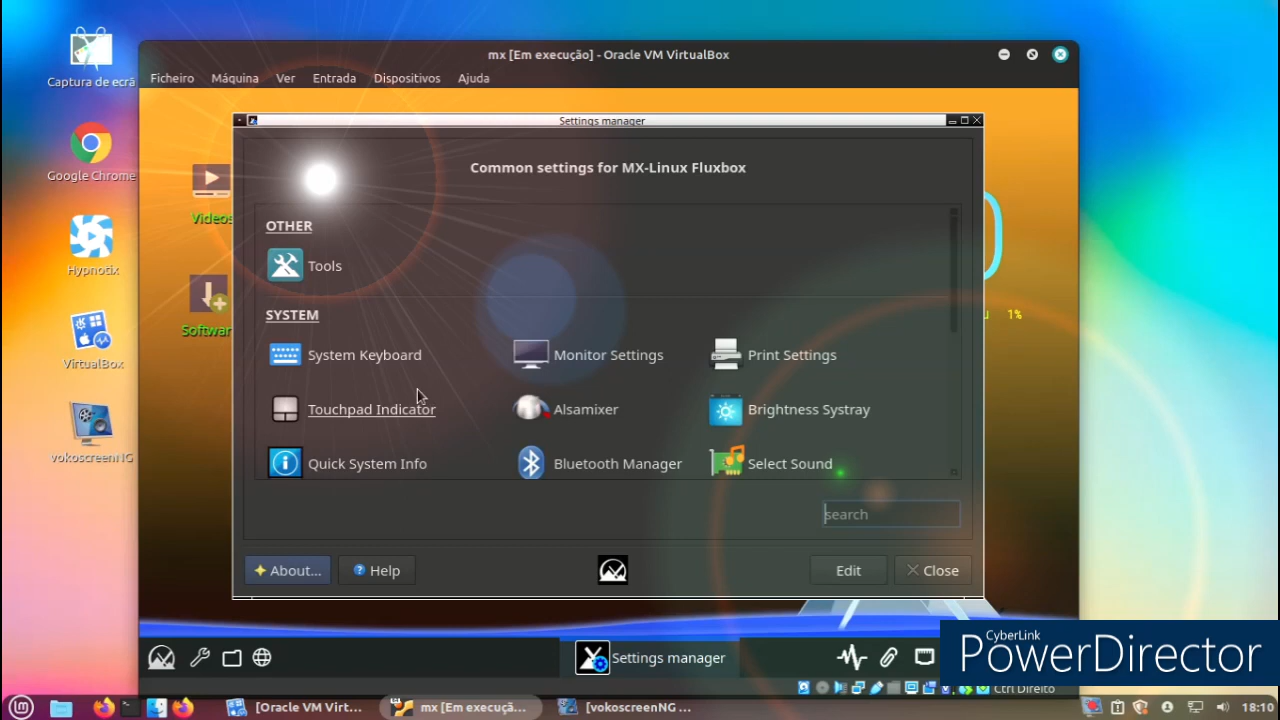 Captura de ecrã
Google Chrome
Hypnotix
VirtualBox
vokoscreenNG
mx [Em execução] - Oracle VM VirtualBox
Ficheiro Máquina Ver Entrada Dispositivos Ajuda
Videos
Softwar
1%
Settings manager
Common settings for MX-Linux Fluxbox
OTHER
Tools
SYSTEM
System Keyboard Monitor Settings Print Settings
Touchpad Indicator Alsamixer Brightness Systray
Quick System Info Bluetooth Manager Select Sound
search
About... Help Edit Close
Settings manager
CyberLink
PowerDirector
Ctrl Direito
[Oracle VM Virt... mx [Em execuçã... [vokoscreenNG ... 18:10